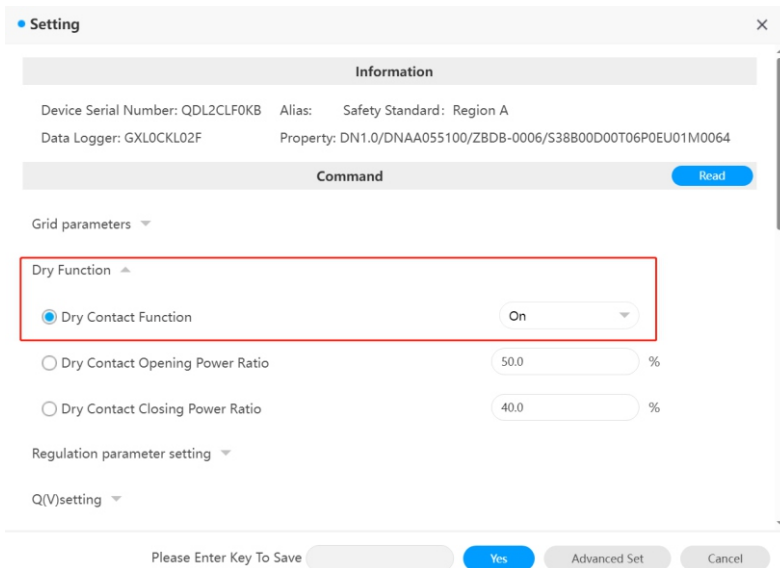 Setting
Information
Device Serial Number: QDL2CLF0KB Alias: Safety Standard: Region A
Data Logger: GXL0CKL02F Property: DN1.0/DNAA055100/ZBDB-0006/S38B00D00T06P0EU01M0064
Command Read
Grid parameters
Dry Function
Dry Contact Function On
Dry Contact Opening Power Ratio 50.0 %
Dry Contact Closing Power Ratio 40.0 %
Regulation parameter setting
Q(V)setting
Please Enter Key To Save Yes Advanced Set Cancel